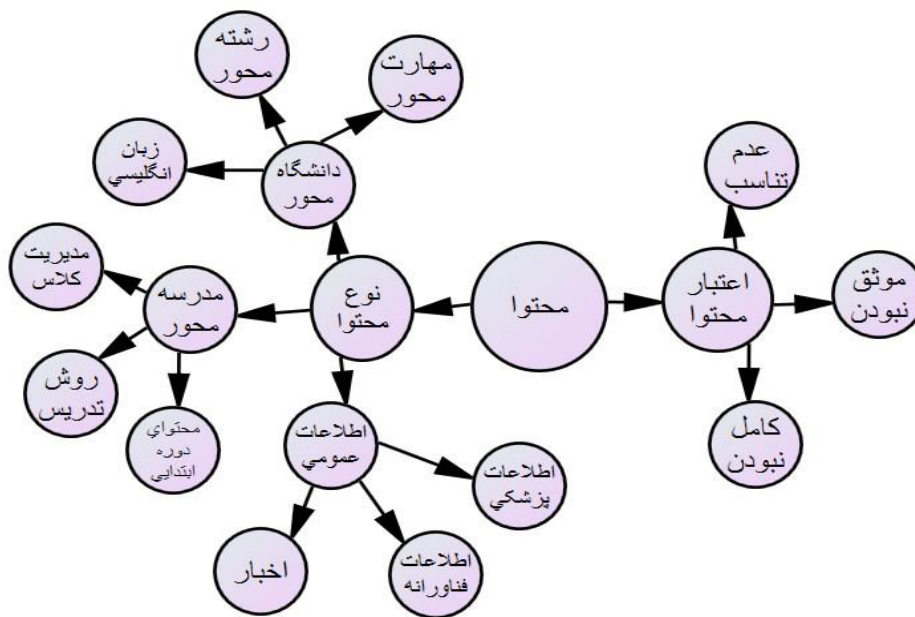 رشته
محور
مهارت
محور
زبان
انگليسي
دانشگاه
محور
عدم
تناسب
مديريت
كلاس
مدرسه
محور
نوع
محتوا
محتوا
اعتبار
محتوا
موثق
نبودن
روش
تدريس
محتواي
دوره
ابتدايي
اطلاعات
عمومي
اطلاعات
پزشكي
كامل
نبودن
اخبار
اطلاعات
فناورانه